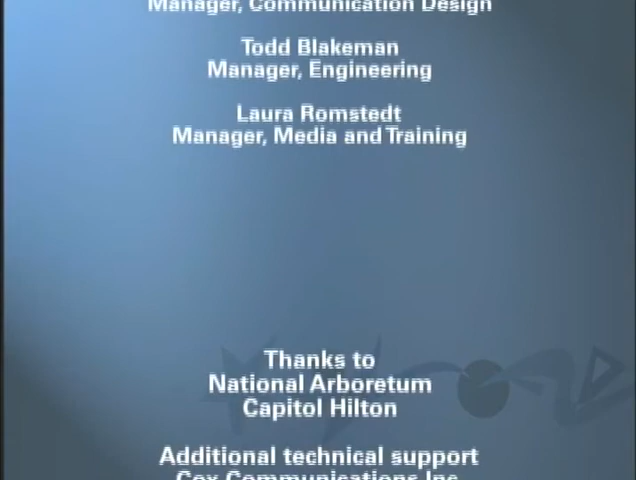 Manager, Communication Design
Todd Blakeman
Manager, Engineering
Laura Romstedt
Manager, Media and Training
Thanks to
National Arboretum
Capitol Hilton
Additional technical support
Cox Communications Inc.